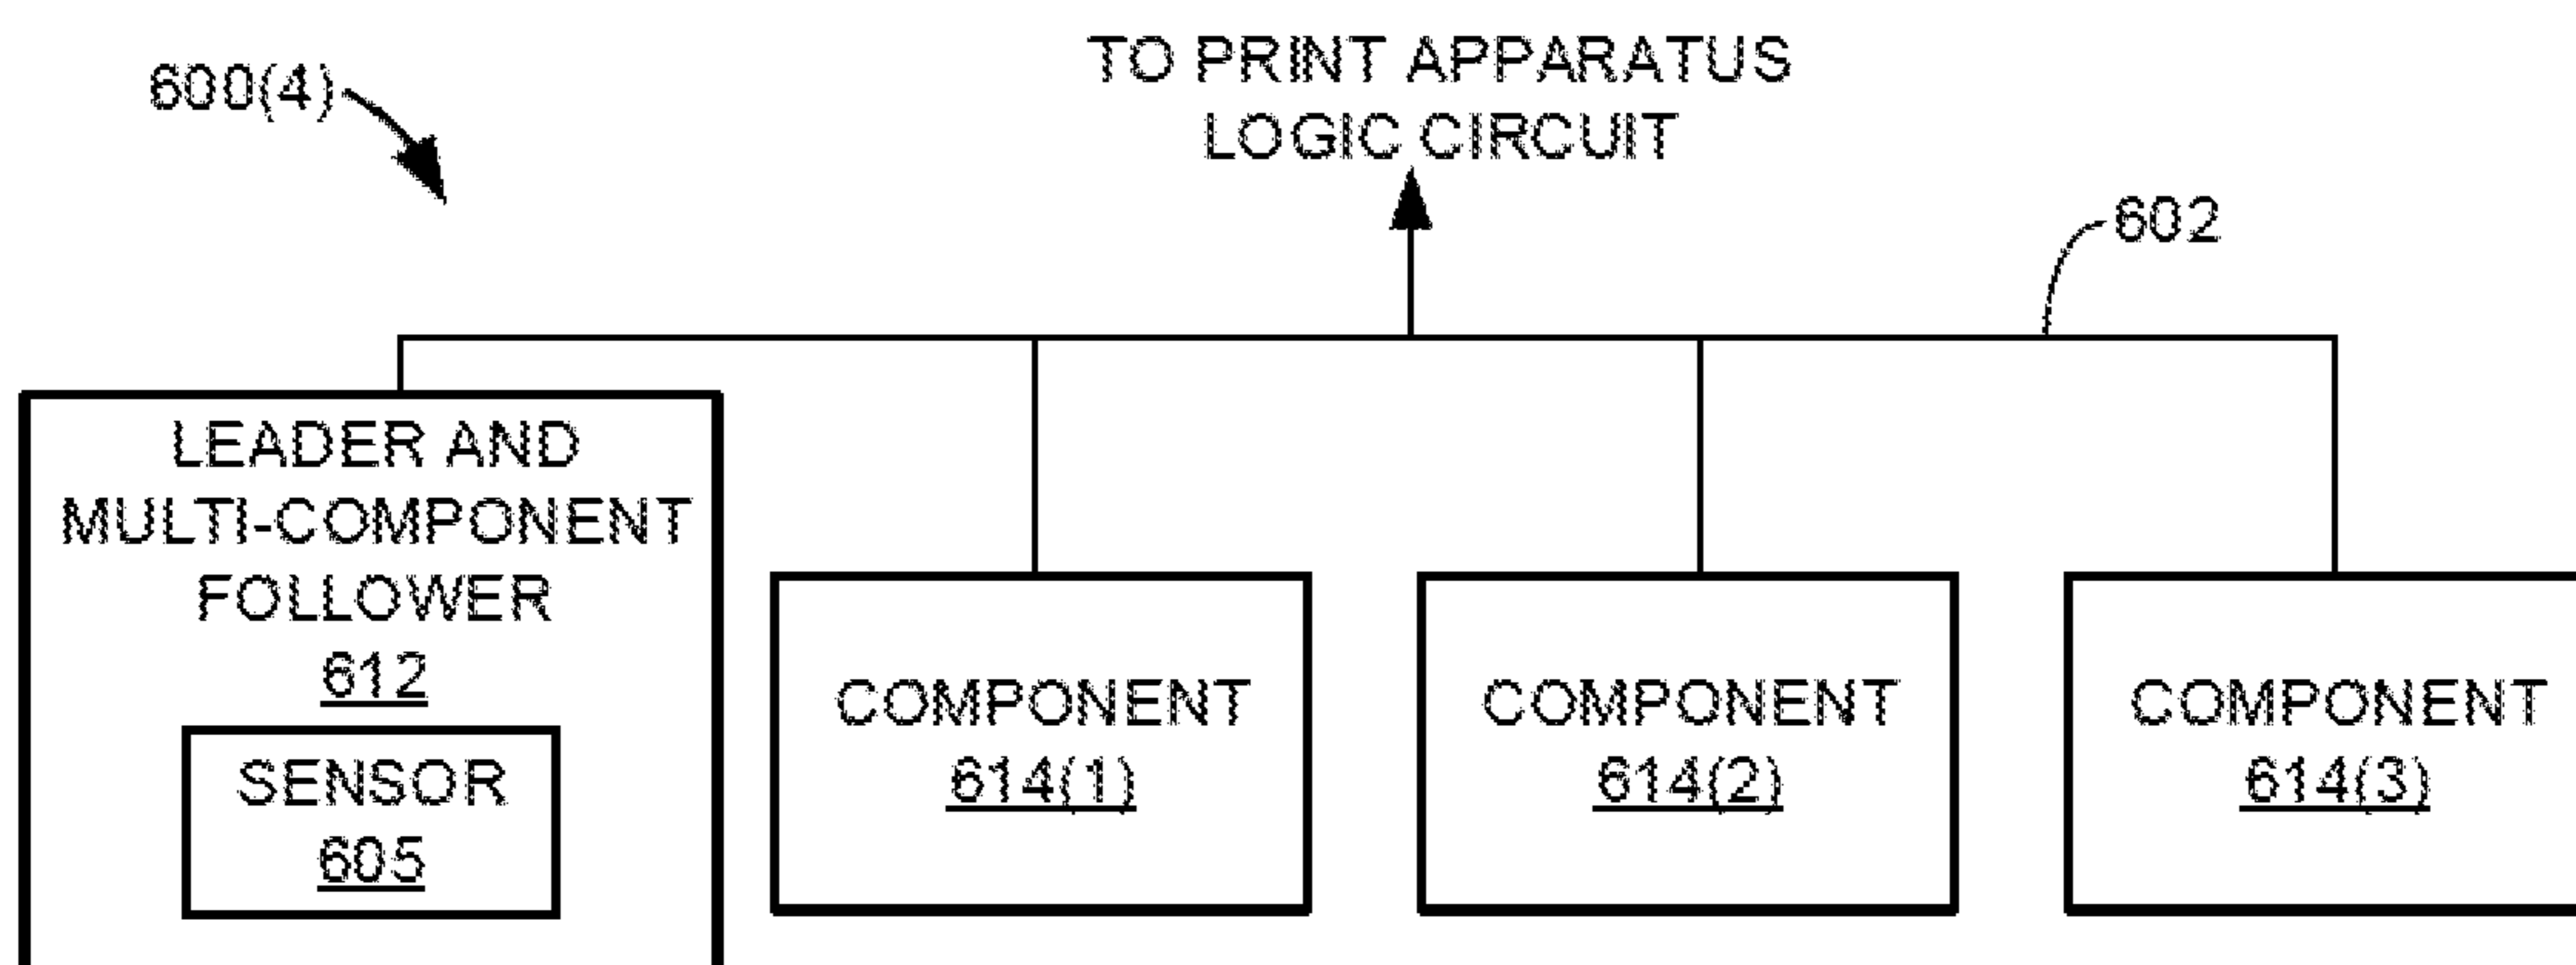 600(4)
TO PRINT APPARATUS
LOGIC CIRCUIT
602
LEADER AND
MULTI-COMPONENT
FOLLOWER
612
SENSOR
605
COMPONENT
614(1)
COMPONENT
614(2)
COMPONENT
614(3)